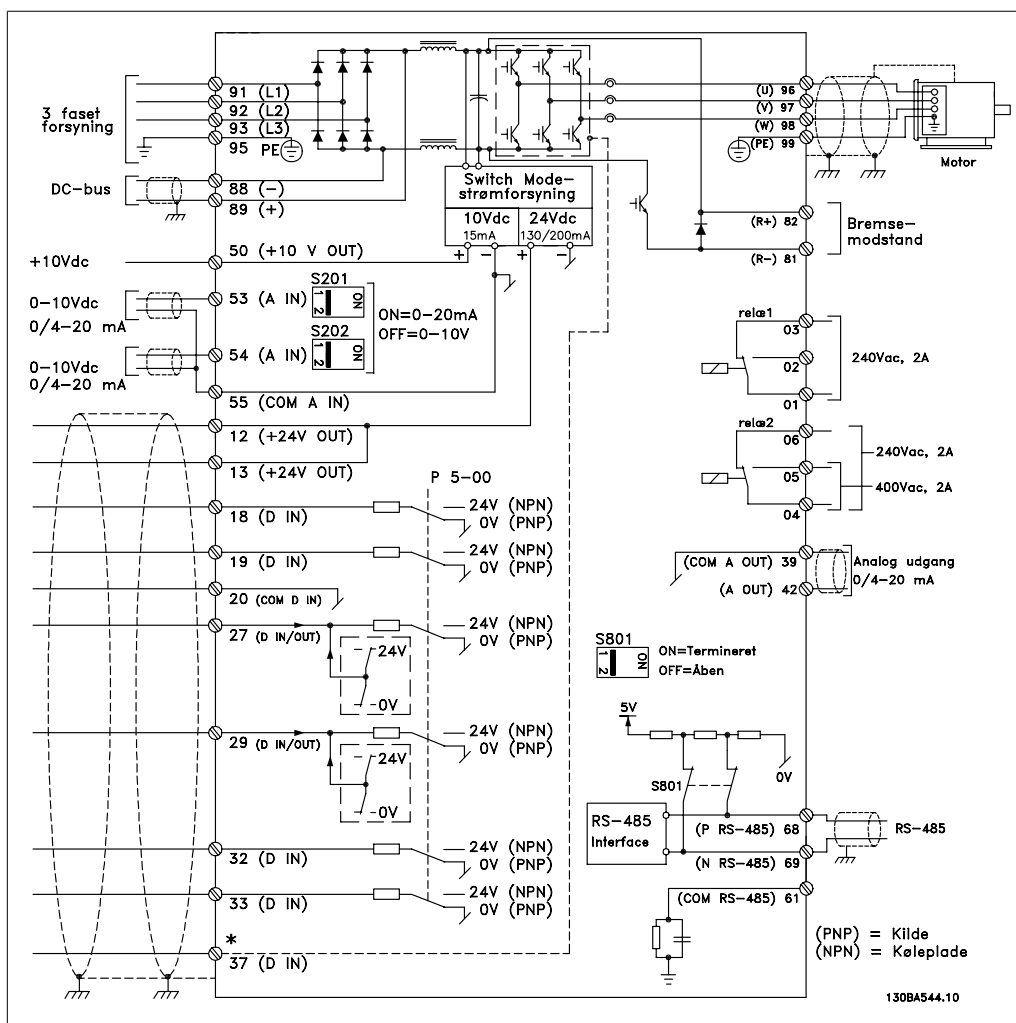 3 faset
forsyning
91 (L1)
92 (L2)
93 (L3)
95 PE
DC-bus
88 (-)
89 (+)
Switch Mode-
strømforsyning
10Vdc
15mA
24Vdc
130/200mA
+ - + -
(U) 96
(V) 97
(W) 98
(PE) 99
Motor
(R+) 82
(R-) 81
Bremse-
modstand
+10Vdc
50 (+10 V OUT)
0-10Vdc
0/4-20 mA
53 (A IN)
S201
1 2 ON
ON=0-20mA
OFF=0-10V
0-10Vdc
0/4-20 mA
54 (A IN)
S202
1 2 ON
55 (COM A IN)
12 (+24V OUT)
13 (+24V OUT)
relæ1
03
02
01
240Vac, 2A
relæ2
06
05
04
240Vac, 2A
400Vac, 2A
P 5-00
18 (D IN)
24V (NPN)
0V (PNP)
19 (D IN)
24V (NPN)
0V (PNP)
20 (COM D IN)
27 (D IN/OUT)
24V (NPN)
0V (PNP)
24V
0V
29 (D IN/OUT)
24V (NPN)
0V (PNP)
24V
0V
32 (D IN)
24V (NPN)
0V (PNP)
33 (D IN)
24V (NPN)
0V (PNP)
*
37 (D IN)
(COM A OUT) 39
(A OUT) 42
Analog udgang
0/4-20 mA
S801
1 2 ON
ON=Termineret
OFF=Åben
5V
S801
0V
RS-485
Interface
(P RS-485) 68
(N RS-485) 69
RS-485
(COM RS-485) 61
(PNP) = Kilde
(NPN) = Køleplade
130BA544.10